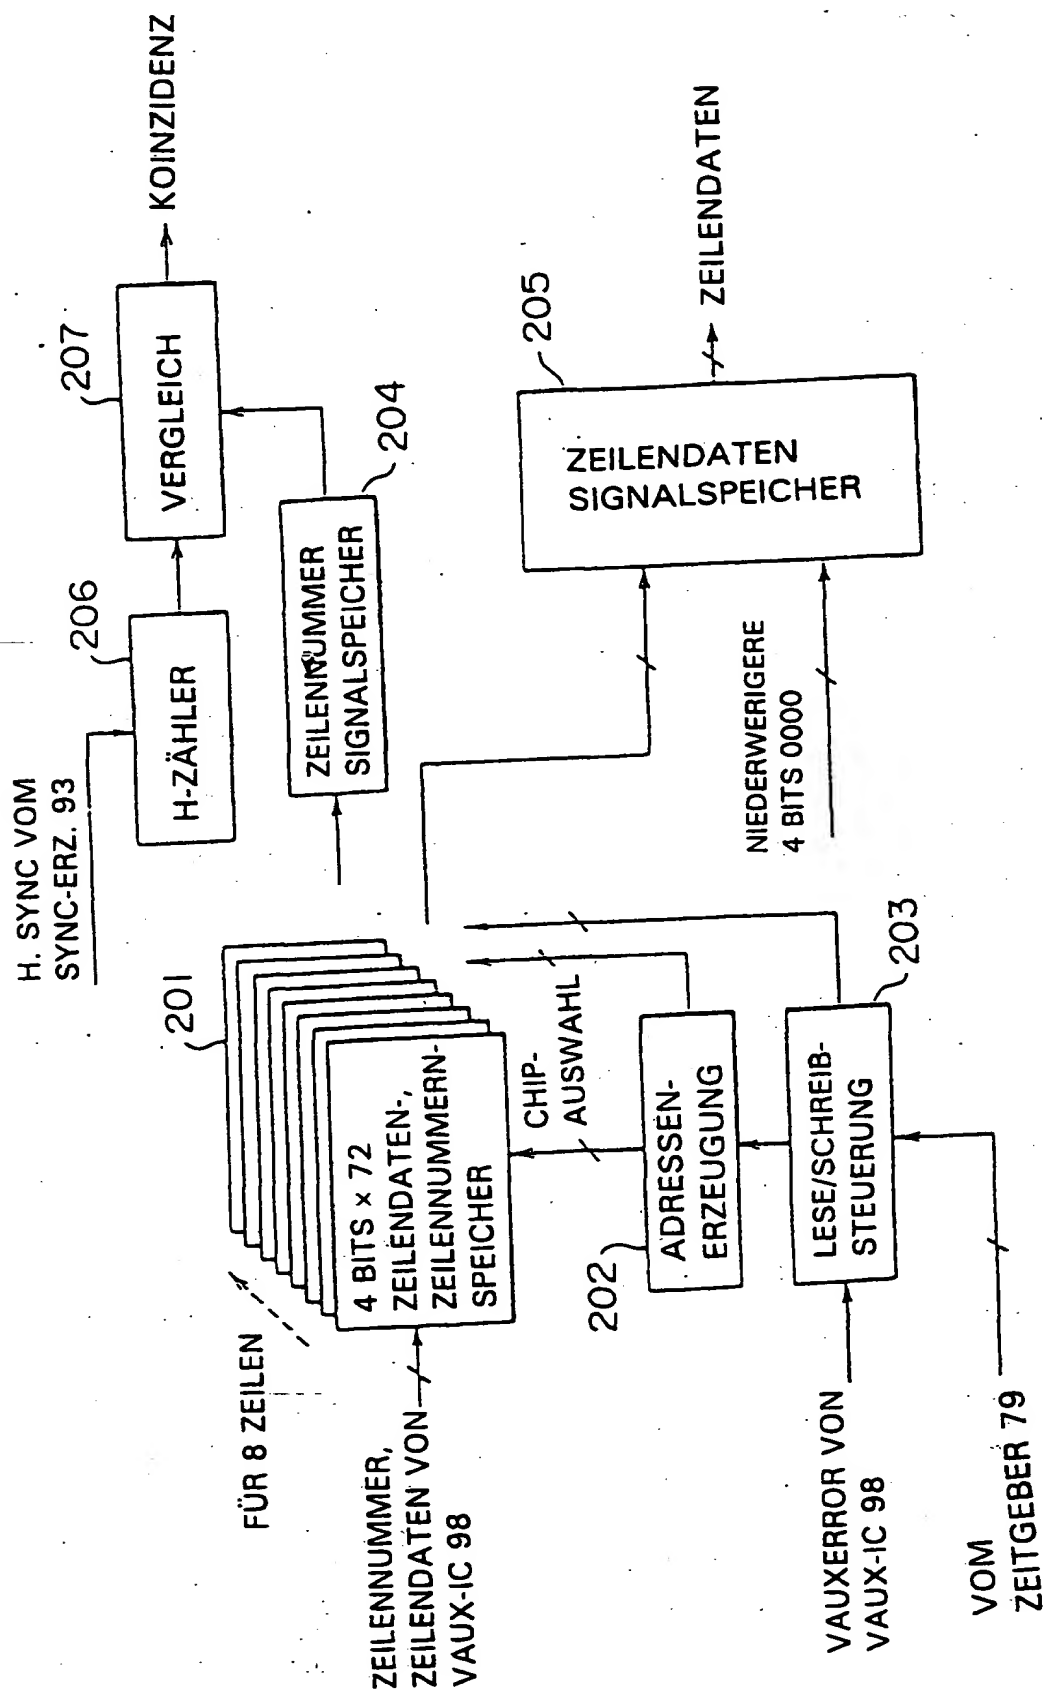 H. SYNC VOM
SYNC-ERZ. 93
206
H-ZÄHLER
207
VERGLEICH
KOINZIDENZ
204
ZEILENNUMMER
SIGNALSPEICHER
FÜR 8 ZEILEN
201
4 BITS x 72
ZEILENDATEN-,
ZEILENNUMMERN-
SPEICHER
ZEILENNUMMER,
ZEILENDATEN VON
VAUX-IC 98
205
ZEILENDATEN
SIGNALSPEICHER
ZEILENDATEN
NIEDERWERIGERE
4 BITS 0000
CHIP-
AUSWAHL
202
ADRESSEN-
ERZEUGUNG
203
LESE/SCHREIB-
STEUERUNG
VAUXERROR VON
VAUX-IC 98
VOM
ZEITGEBER 79